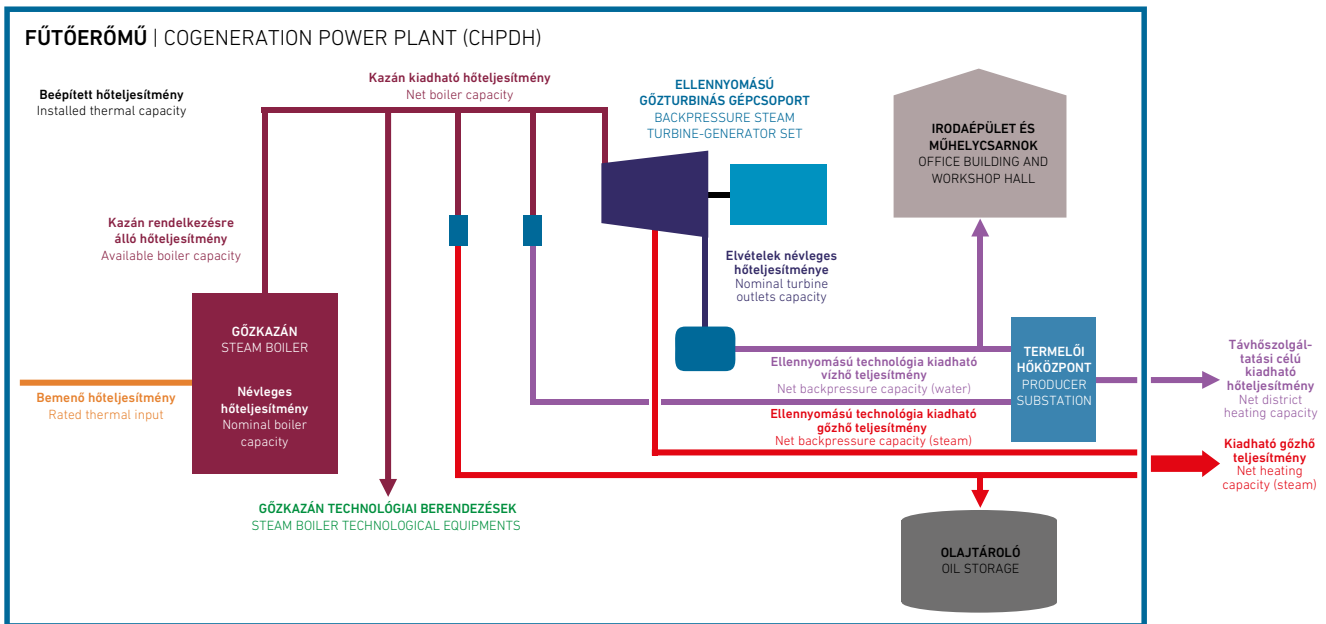 FŰTŐERŐMŰ | COGENERATION POWER PLANT (CHPDH)
Beépített hőteljesítmény
Installed thermal capacity
Kazán kiadható hőteljesítmény
Net boiler capacity
ELLENNYOMÁSÚ
GŐZTURBINÁS GÉPCSOPORT
BACKPRESSURE STEAM
TURBINE-GENERATOR SET
IRODAÉPÜLET ÉS
MŰHELYCSARNOK
OFFICE BUILDING AND
WORKSHOP HALL
Kazán rendelkezésre
álló hőteljesítmény
Available boiler capacity
Elvételek névleges
hőteljesítménye
Nominal turbine
outlets capacity
GŐZKAZÁN
STEAM BOILER
Névleges
hőteljesítmény
Nominal boiler
capacity
Bemenő hőteljesítmény
Rated thermal input
Ellennyomású technológia kiadható
vízhő teljesítmény
Net backpressure capacity (water)
Ellennyomású technológia kiadható
gőzhő teljesítmény
Net backpressure capacity (steam)
TERMELŐI
HŐKÖZPONT
PRODUCER
SUBSTATION
Távhőszolgál-
tatási célú
kiadható
hőteljesítmény
Net district
heating capacity
Kiadható gőzhő
teljesítmény
Net heating
capacity (steam)
GŐZKAZÁN TECHNOLÓGIAI BERENDEZÉSEK
STEAM BOILER TECHNOLOGICAL EQUIPMENTS
OLAJTÁROLÓ
OIL STORAGE